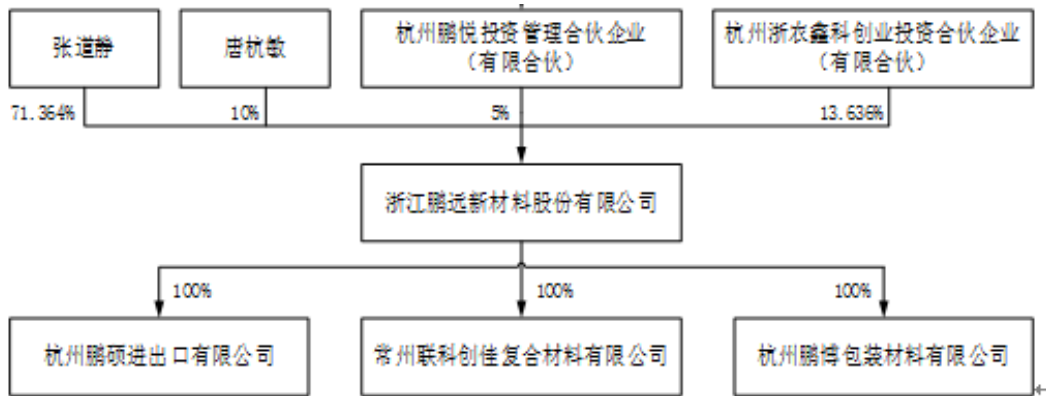 张道静
唐杭敏
杭州鹏悦投资管理合伙企业
（有限合伙）
杭州浙农鑫科创业投资合伙企业
（有限合伙）
71.364%
10%
5%
13.636%
浙江鹏远新材料股份有限公司
100%
100%
100%
杭州鹏硕进出口有限公司
常州联科创佳复合材料有限公司
杭州鹏博包装材料有限公司